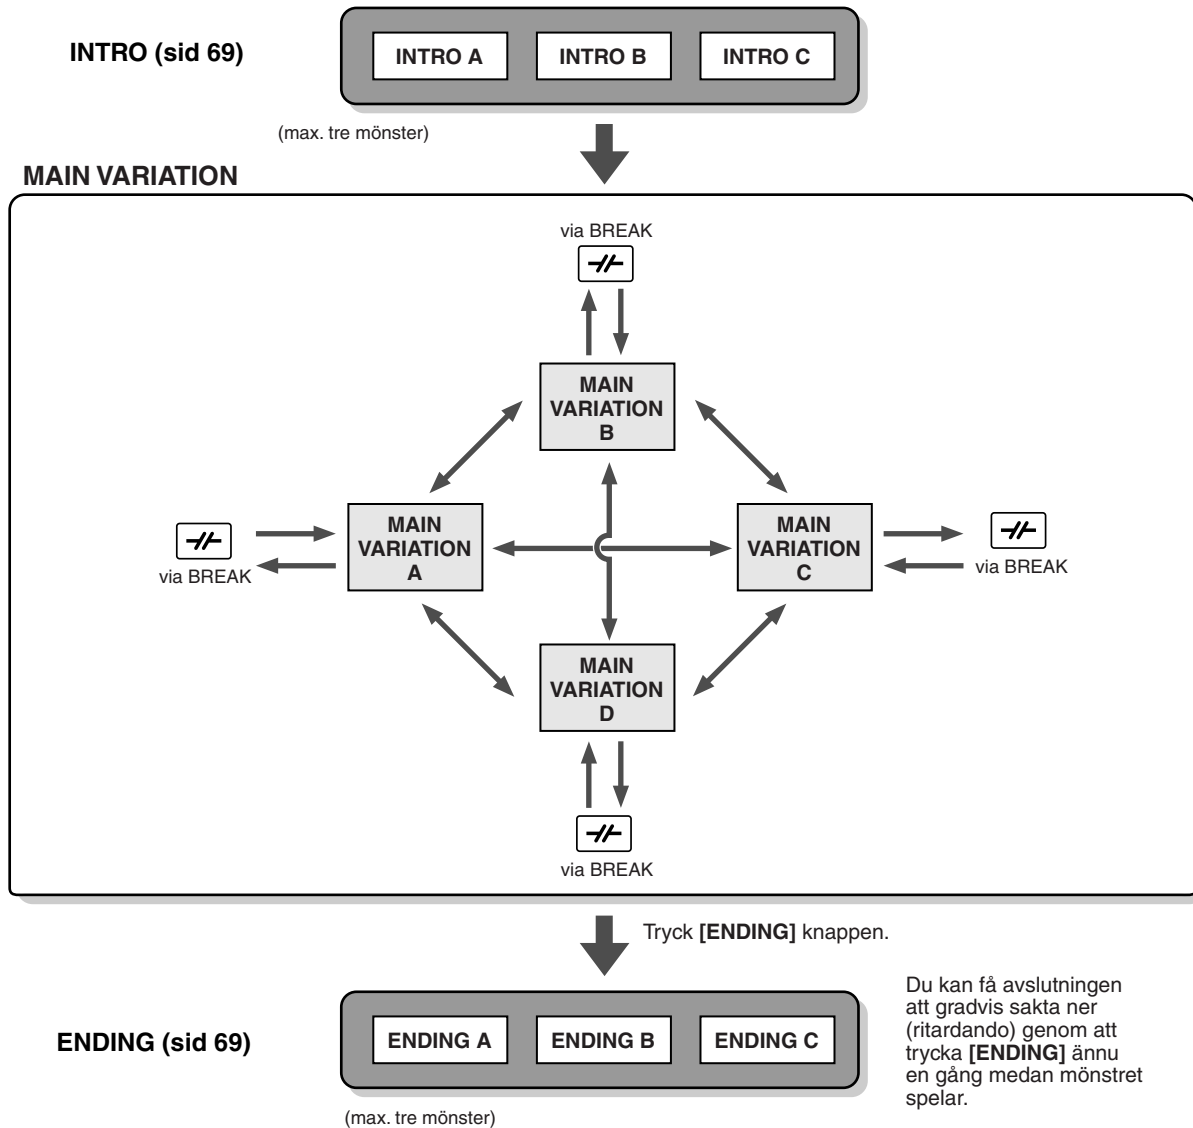 INTRO (sid 69)
INTRO A
INTRO B
INTRO C
(max. tre mönster)
MAIN VARIATION
via BREAK
MAIN
VARIATION
B
MAIN
VARIATION
A
MAIN
VARIATION
C
via BREAK
via BREAK
MAIN
VARIATION
D
via BREAK
Tryck [ENDING] knappen.
ENDING (sid 69)
ENDING A
ENDING B
ENDING C
(max. tre mönster)
Du kan få avslutningen
att gradvis sakta ner
(ritardando) genom att
trycka [ENDING] ännu
en gång medan mönstret
spelar.